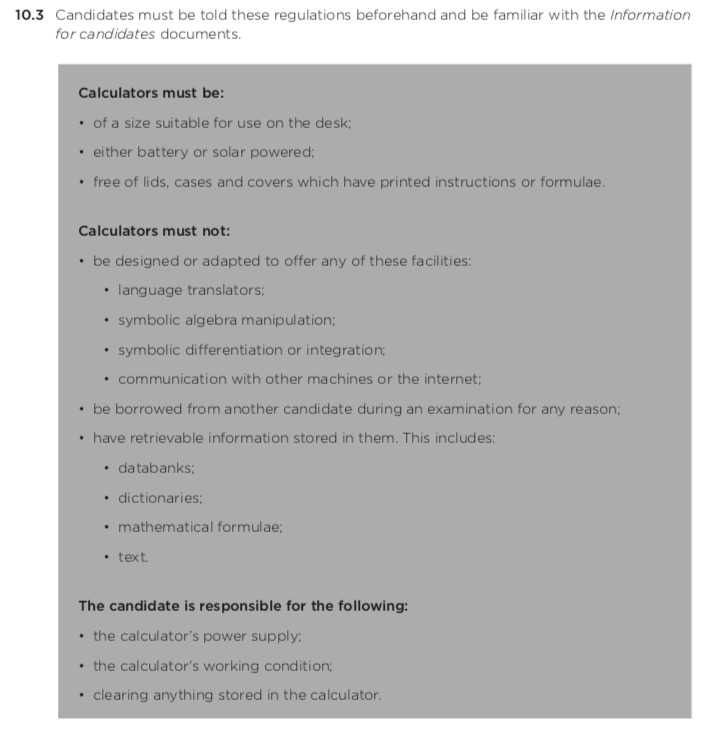 10.3 Candidates must be told these regulations beforehand and be familiar with the Information
for candidates documents.
Calculators must be:
• of a size suitable for use on the desk;
• either battery or solar powered;
• free of lids, cases and covers which have printed instructions or formulae.
Calculators must not:
• be designed or adapted to offer any of these facilities:
• language translators;
• symbolic algebra manipulation;
• symbolic differentiation or integration;
• communication with other machines or the internet;
• be borrowed from another candidate during an examination for any reason;
• have retrievable information stored in them. This includes:
• databanks;
• dictionaries;
• mathematical formulae;
• text.
The candidate is responsible for the following:
• the calculator's power supply;
• the calculator's working condition;
• clearing anything stored in the calculator.